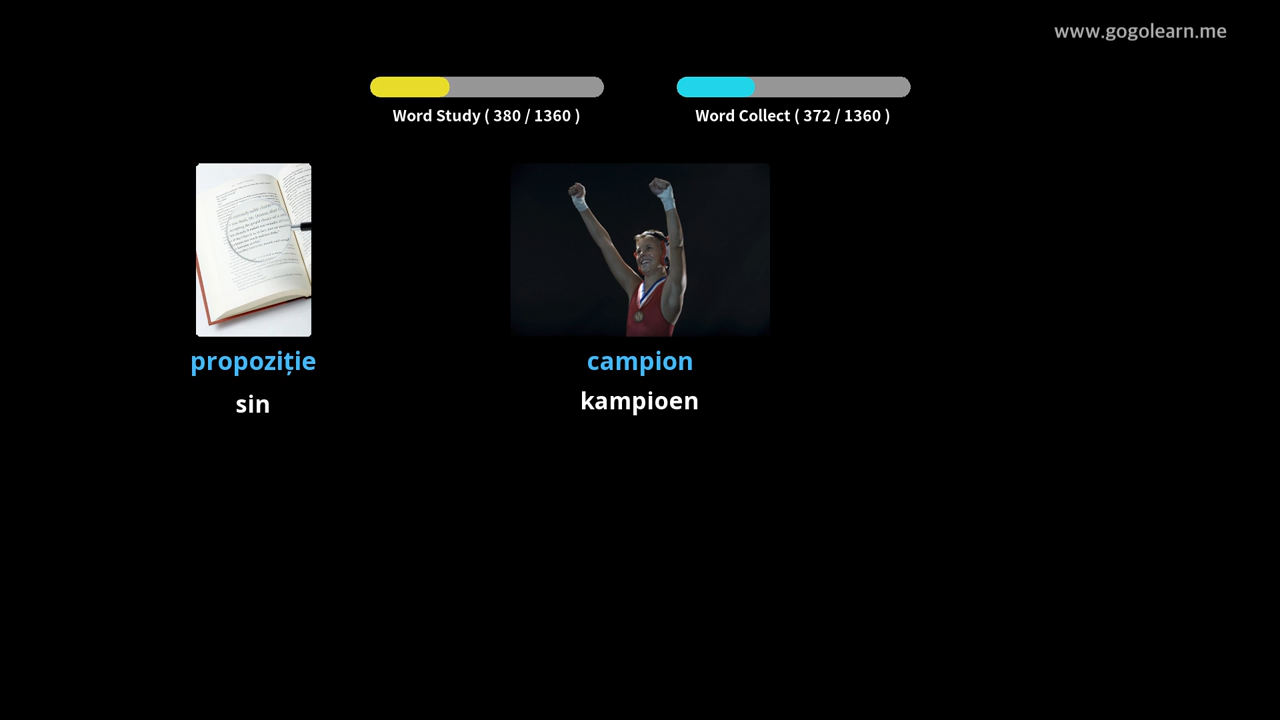 www.gogolearn.me
Word Study ( 380 / 1360 )
Word Collect ( 372 / 1360 )
propoziție
campion
sin
kampioen